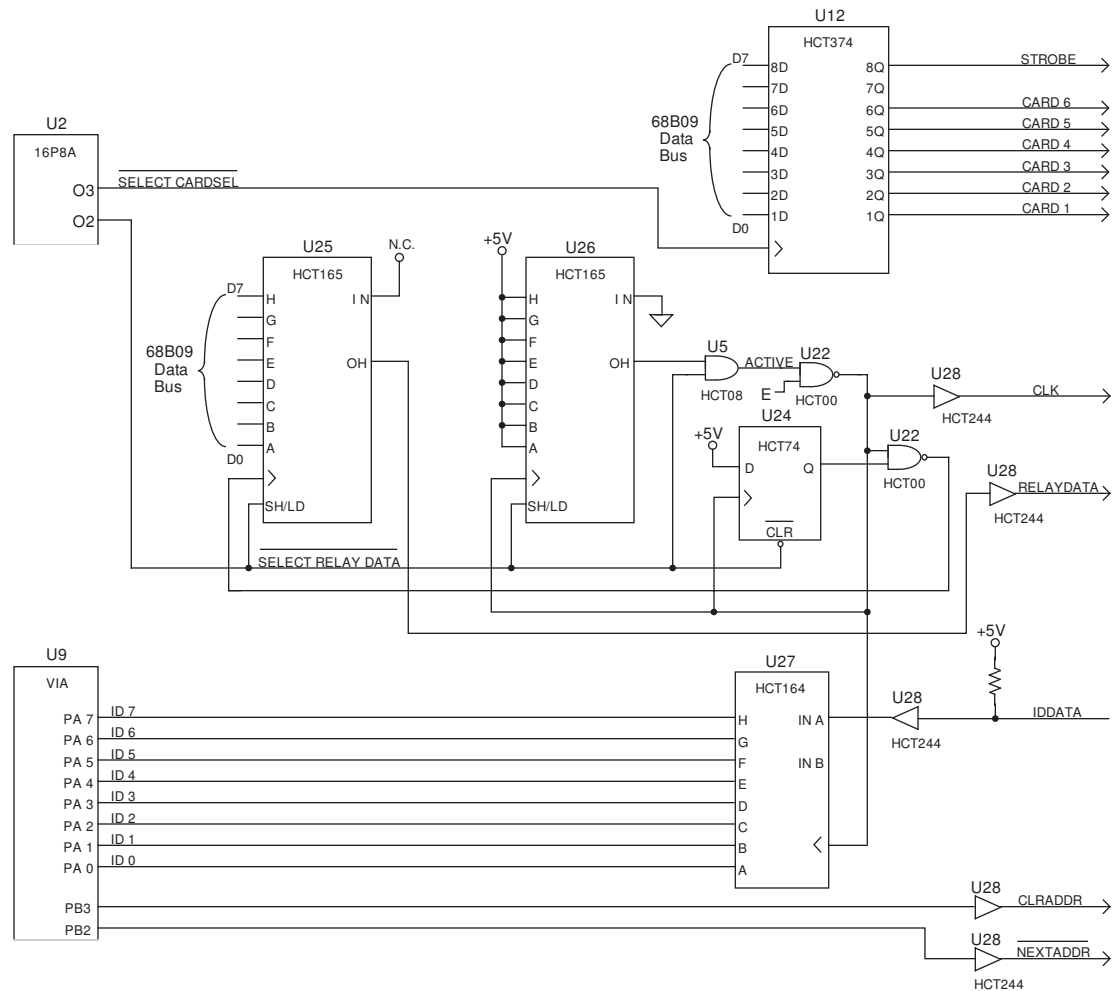 U12
HCT374
D7
8D
8Q
STROBE
7D
7Q
6D
6Q
CARD 6
68B09
Data
Bus
5D
5Q
CARD 5
4D
4Q
CARD 4
3D
3Q
CARD 3
2D
2Q
CARD 2
1D
1Q
CARD 1
D0
U2
16P8A
O3
SELECT CARDSEL
O2
U25
HCT165
N.C.
D7
H
IN
G
F
68B09
Data
Bus
E
OH
D
C
B
A
D0
SH/LD
+5V
U26
HCT165
H
IN
G
F
E
OH
D
C
B
A
SH/LD
U5
ACTIVE
HCT08
U22
E
HCT00
U28
CLK
HCT244
U24
+5V
HCT74
D
Q
CLR
U22
HCT00
U28
RELAYDATA
HCT244
SELECT RELAY DATA
+5V
U9
VIA
U27
HCT164
U28
IDDATA
HCT244
PA 7
ID 7
H
IN A
PA 6
ID 6
G
PA 5
ID 5
F
IN B
PA 4
ID 4
E
PA 3
ID 3
D
PA 2
ID 2
C
PA 1
ID 1
B
PA 0
ID 0
A
PB3
U28
CLRADDR
PB2
U28
NEXTADDR
HCT244